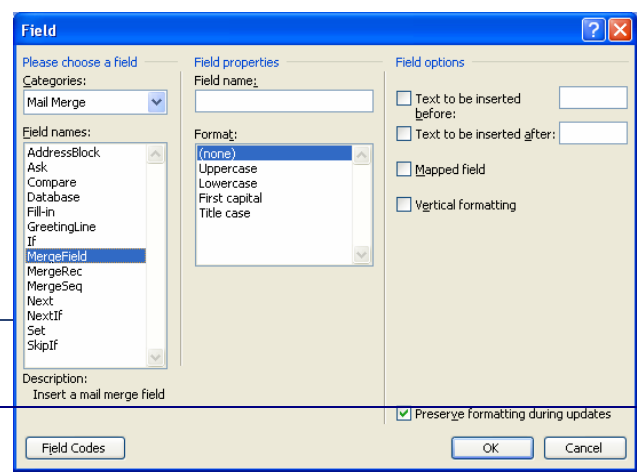 Field
Please choose a field
Categories:
Mail Merge
Field names:
AddressBlock
Ask
Compare
Database
Fill-in
GreetingLine
If
MergeField
MergeRec
MergeSeq
Next
NextIf
Set
SkipIf
Description:
Insert a mail merge field
Field Codes
Field properties
Field name:
Format:
(none)
Uppercase
Lowercase
First capital
Title case
Field options
Text to be inserted
before:
Text to be inserted after:
Mapped field
Vertical formatting
Preserve formatting during updates
OK
Cancel